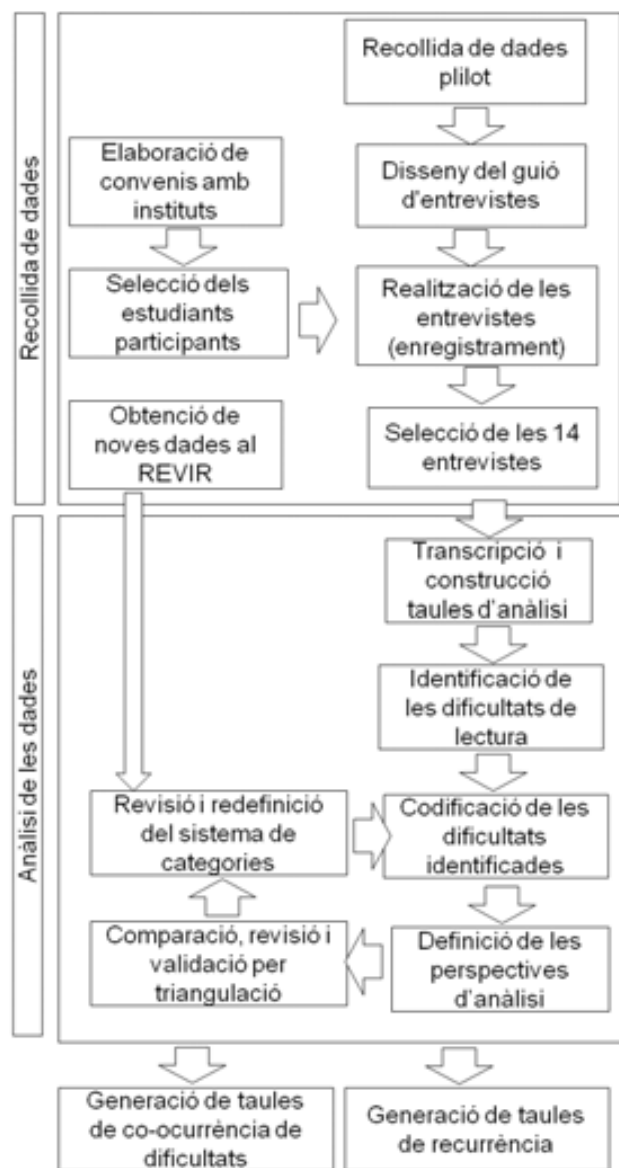 Recollida de dades
Recollida de dades
plilot
Elaboració de
convenis amb
instituts
Disseny del guió
d'entrevistes
Selecció dels
estudiants
participants
Realització de les
entrevistes
(enregistrament)
Obtenció de
noves dades al
REVIR
Selecció de les 14
entrevistes
Anàlisi de les dades
Transcripció i
construcció
taules d'anàlisi
Identificació de
les dificultats de
lectura
Revisió i redefinició
del sistema de
categories
Codificació de les
dificultats
identificades
Comparació, revisió i
validació per
triangulació
Definició de les
perspectives
d'anàlisi
Generació de taules
de co-ocurrència de
dificultats
Generació de taules
de recurrència